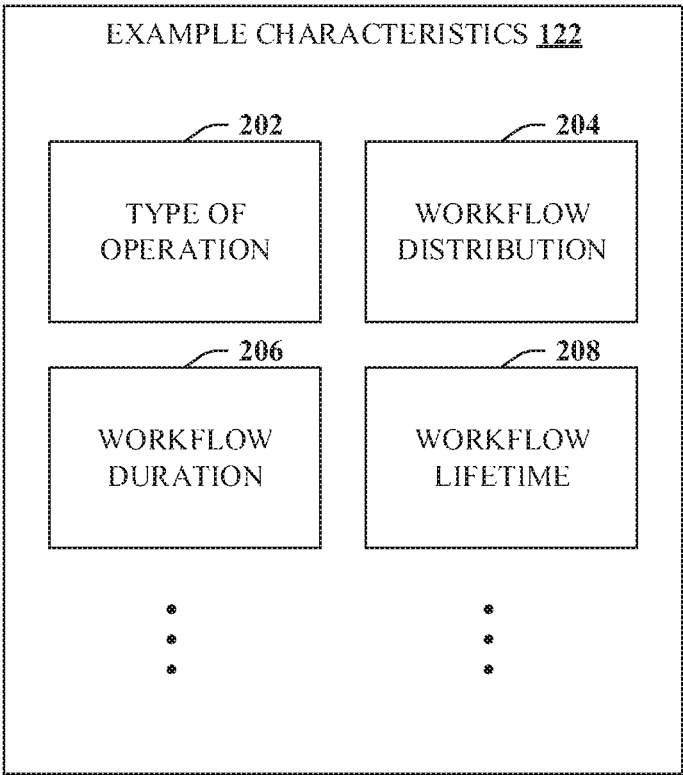 EXAMPLE CHARACTERISTICS 122
202
204
TYPE OF
OPERATION
WORKFLOW
DISTRIBUTION
206
208
WORKFLOW
DURATION
WORKFLOW
LIFETIME